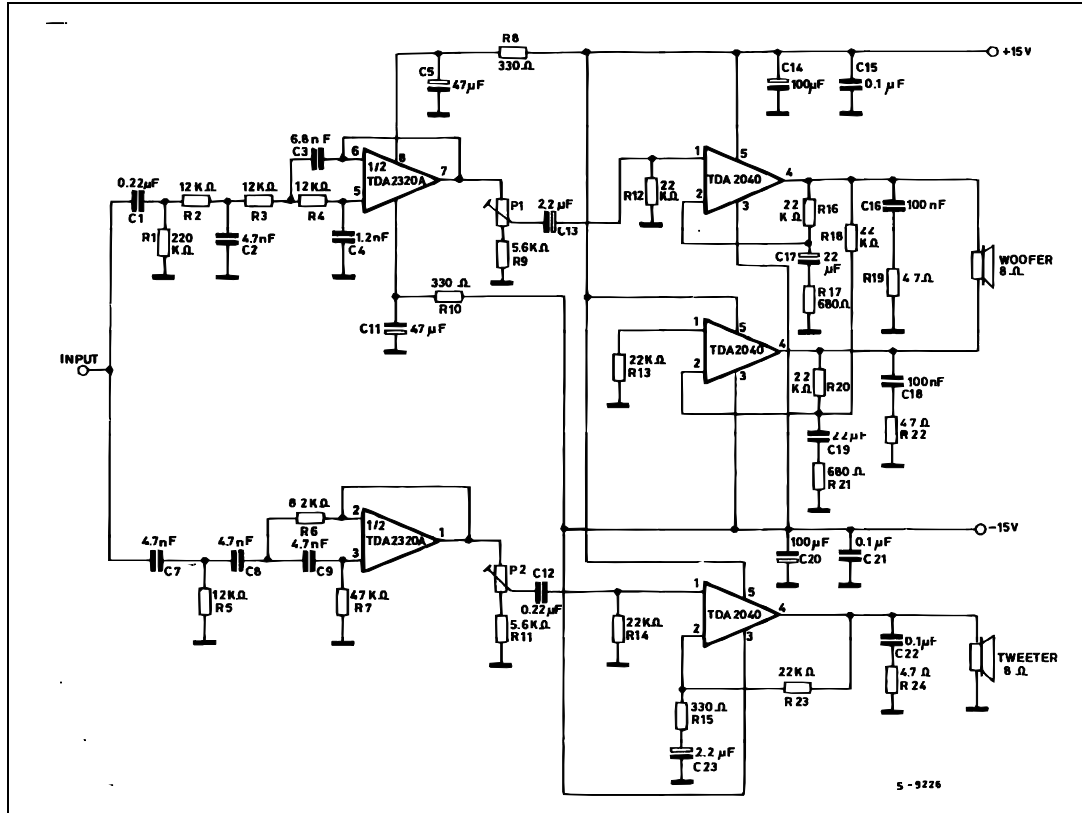 R8
330Ω
+15V
C5
47µF
C14
100µF
C15
0.1µF
6.8nF
C3
6
8
7
5
1/2
TDA2320A
0.22µF
C1
12KΩ
R2
12KΩ
R3
12KΩ
R4
R1
220
KΩ
4.7nF
C2
1.2nF
C4
P1
5.6KΩ
R9
2.2µF
C13
R12
22
KΩ
1
2
5
4
3
TDA2040
22
KΩ
R16
R18
22
KΩ
C16
100nF
C17
22
µF
R17
680Ω
R19
47Ω
WOOFER
8Ω
330Ω
R10
C11
47µF
INPUT
22KΩ
R13
1
2
5
4
3
TDA2040
22
KΩ
R20
100nF
C18
22µF
C19
47Ω
R22
680Ω
R21
-15V
100µF
C20
0.1µF
C21
8.2KΩ
R6
2
3
1
1/2
TDA2320A
4.7nF
C7
4.7nF
C8
4.7nF
C9
12KΩ
R5
47KΩ
R7
P2
5.6KΩ
R11
C12
0.22µF
22KΩ
R14
1
2
5
4
3
TDA2040
22KΩ
R23
330Ω
R15
2.2µF
C23
0.1µF
C22
4.7Ω
R24
TWEETER
8Ω
S-9226